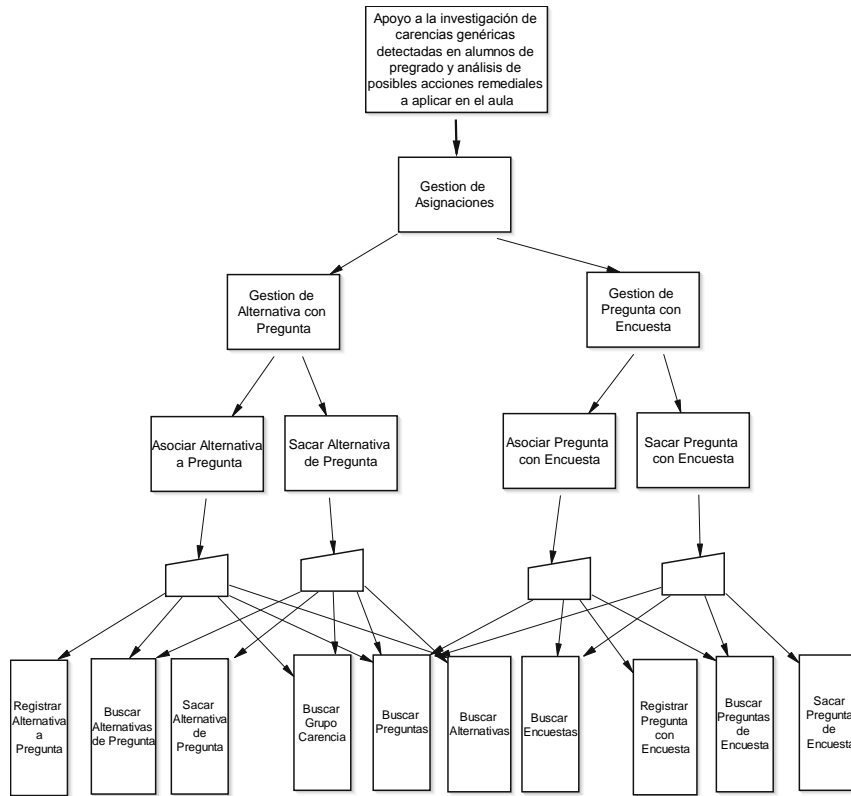 Apoyo a la investigación de
carencias genéricas
detectadas en alumnos de
pregrado y análisis de
posibles acciones remediales
a aplicar en el aula
Gestion de
Asignaciones
Gestion de
Alternativa con
Pregunta
Gestion de
Pregunta con
Encuesta
Asociar Alternativa
a Pregunta
Sacar Alternativa
de Pregunta
Asociar Pregunta
con Encuesta
Sacar Pregunta
con Encuesta
Registrar
Alternativa
a
Pregunta
Buscar
Alternativas
de Pregunta
Sacar
Alternativa
de
Pregunta
Buscar
Grupo
Carencia
Buscar
Preguntas
Buscar
Alternativas
Buscar
Encuestas
Registrar
Pregunta
con
Encuesta
Buscar
Preguntas
de
Encuesta
Sacar
Pregunta
de
Encuesta